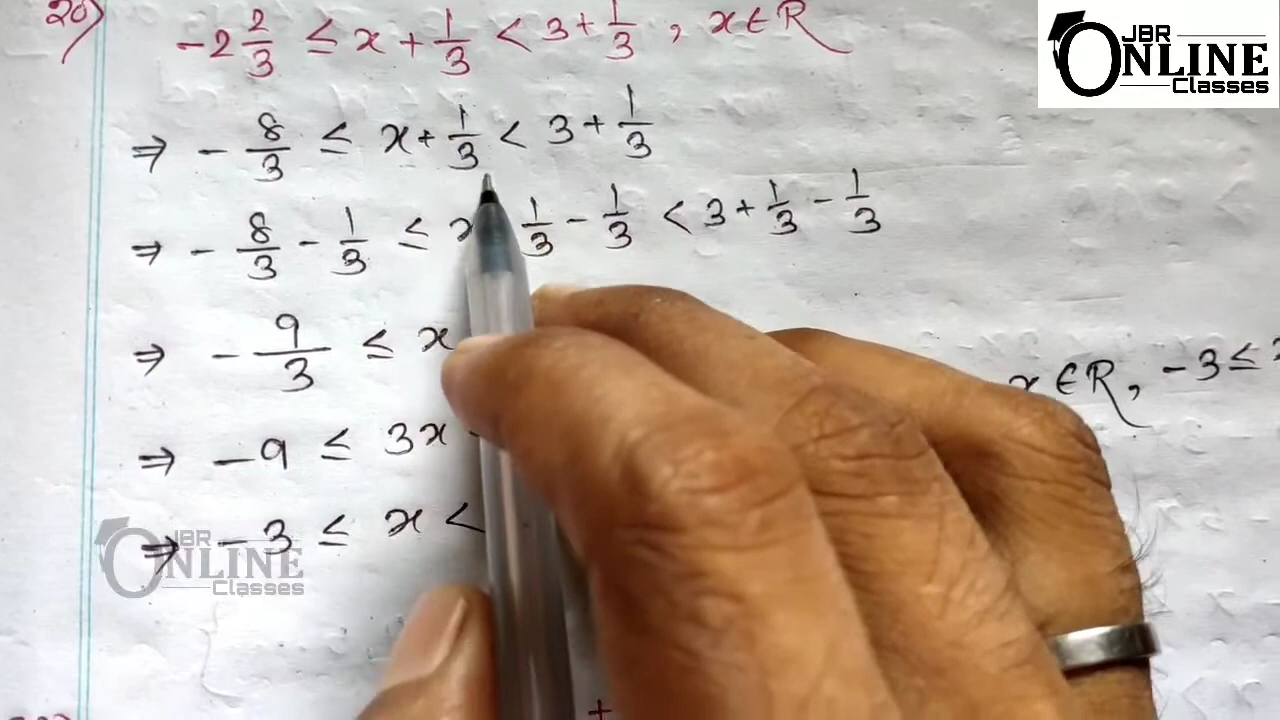 20) -2 2/3 ≤ x + 1/3 < 3 + 1/3 , x ∈ R
⇒ - 8/3 ≤ x + 1/3 < 3 + 1/3
⇒ - 8/3 - 1/3 ≤ x 1/3 - 1/3 < 3 + 1/3 - 1/3
⇒ - 9/3 ≤ x
x ∈ R, -3 ≤
⇒ -9 ≤ 3x
⇒ -3 ≤ x <
+
JBR
ONLINE
Classes
JBR
ONLINE
Classes